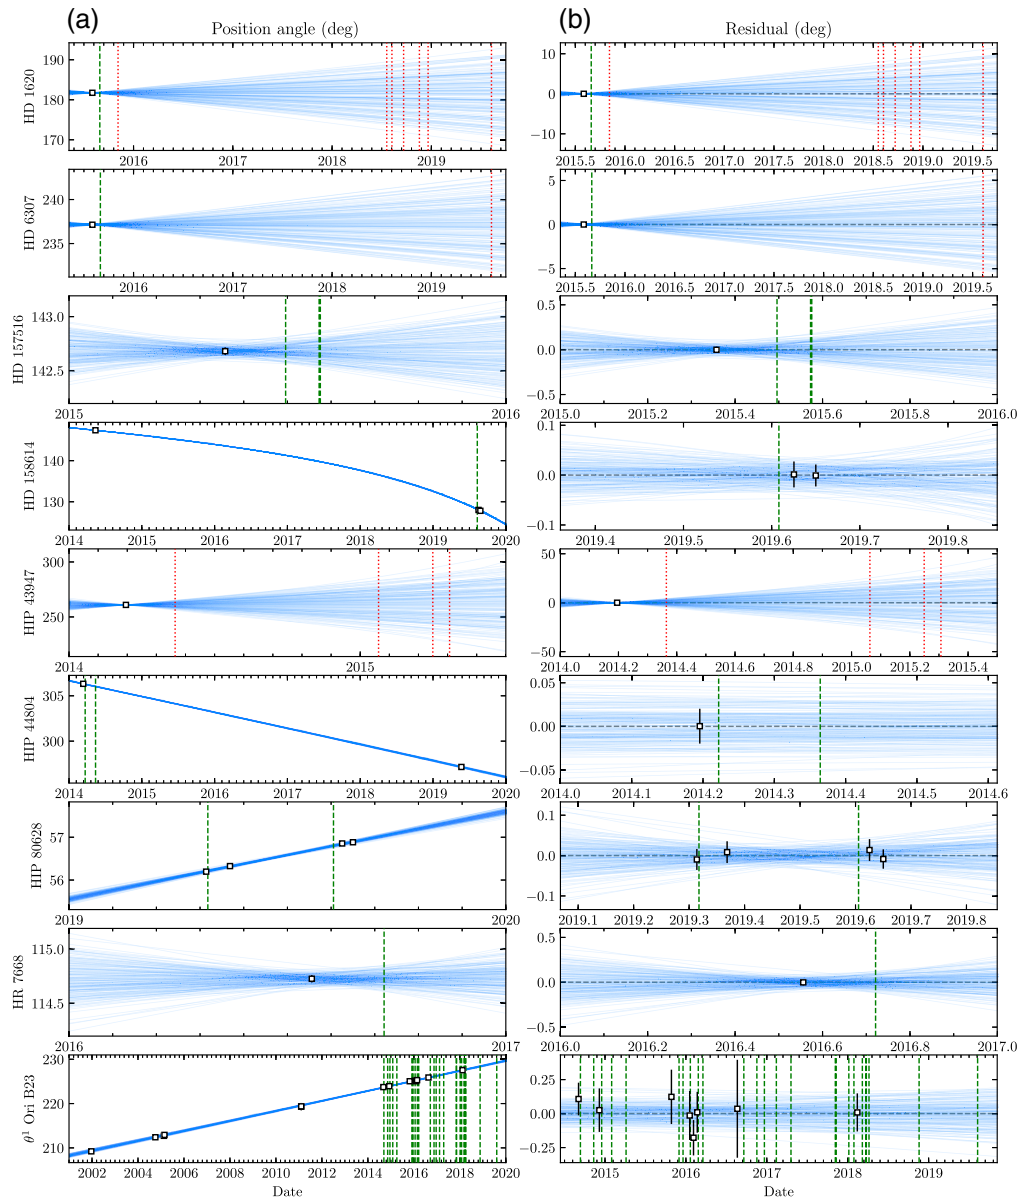 (a) (b)
Position angle (deg) Residual (deg)
HD 1620
190 180 170
2016 2017 2018 2019
10 0 −10
2015.5 2016.0 2016.5 2017.0 2017.5 2018.0 2018.5 2019.0 2019.5
HD 6307
240 235
2016 2017 2018 2019
5 0 −5
2015.5 2016.0 2016.5 2017.0 2017.5 2018.0 2018.5 2019.0 2019.5
HD 157516
143.0 142.5
2015 2016
0.5 0.0 −0.5
2015.0 2015.2 2015.4 2015.6 2015.8 2016.0
HD 158614
140 130
2014 2015 2016 2017 2018 2019 2020
0.1 0.0 −0.1
2019.4 2019.5 2019.6 2019.7 2019.8
HIP 43947
300 250
2014 2015
50 0 −50
2014.0 2014.2 2014.4 2014.6 2014.8 2015.0 2015.2 2015.4
HIP 44804
305 300
2014 2015 2016 2017 2018 2019 2020
0.05 0.00 −0.05
2014.0 2014.1 2014.2 2014.3 2014.4 2014.5 2014.6
HIP 80628
57 56
2019 2020
0.1 0.0 −0.1
2019.1 2019.2 2019.3 2019.4 2019.5 2019.6 2019.7 2019.8
HR 7668
115.0 114.5
2016 2017
0.5 0.0 −0.5
2016.0 2016.2 2016.4 2016.6 2016.8 2017.0
θ¹ Ori B23
230 220 210
2002 2004 2006 2008 2010 2012 2014 2016 2018 2020
0.25 0.00 −0.25
2015 2016 2017 2018 2019
Date Date